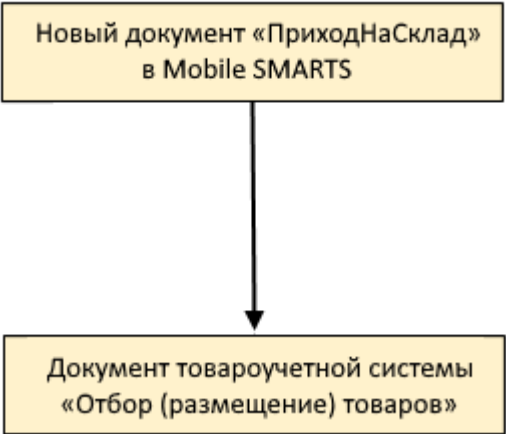 Новый документ «ПриходНаСклад»
в Mobile SMARTS
Документ товароучетной системы
«Отбор (размещение) товаров»